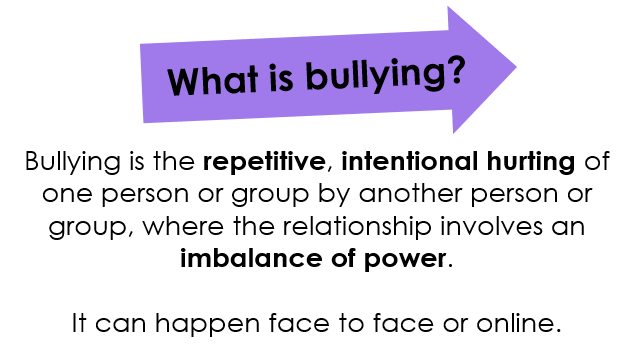 What is bullying?
Bullying is the repetitive, intentional hurting of
one person or group by another person or
group, where the relationship involves an
imbalance of power.
It can happen face to face or online.